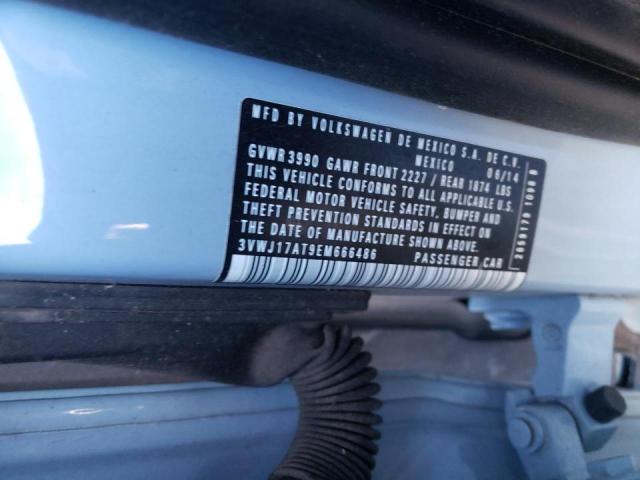 MFD BY VOLKSWAGEN DE MEXICO S.A. DE C.V.
MEXICO 06/14
GVWR 3990 GAWR FRONT 2227 / REAR 1874 LBS
THIS VEHICLE CONFORMS TO ALL APPLICABLE
FEDERAL MOTOR VEHICLE SAFETY, BUMPER AND
THEFT PREVENTION STANDARDS IN EFFECT ON
THE DATE OF MANUFACTURE SHOWN ABOVE.
3VWJ17AT9EM666486 PASSENGER CAR